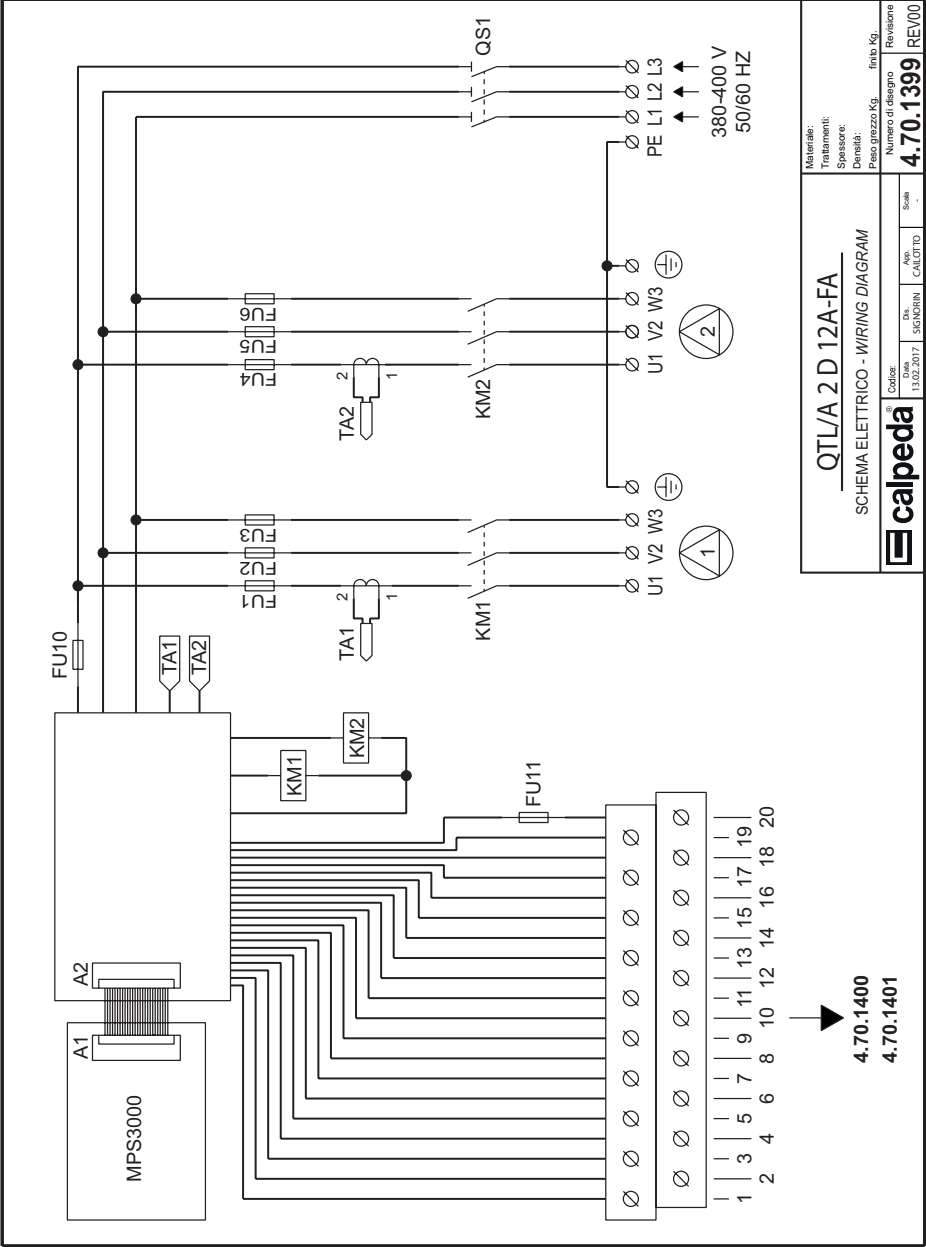 MPS3000
A1
A2
FU10
TA1
TA2
KM1
KM2
FU11
1 2 3 4 5 6 7 8 9 10 11 12 13 14 15 16 17 18 19 20
4.70.1400
4.70.1401
FU1
FU2
FU3
TA1
2
1
KM1
U1 V2 W3
1
FU4
FU5
FU6
TA2
2
1
KM2
U1 V2 W3
2
QS1
PE L1 L2 L3
380-400 V
50/60 HZ
QTL/A 2 D 12A-FA
SCHEMA ELETTRICO - WIRING DIAGRAM
Materiale:
Trattamenti:
Spessore:
Densità:
Peso grezzo Kg. finito Kg.
calpeda®
Codice:
Data
13.02.2017
Dis.
SIGNORIN
App.
CAILOTTO
Scala
-
Numero di disegno
4.70.1399
Revisione
REV00